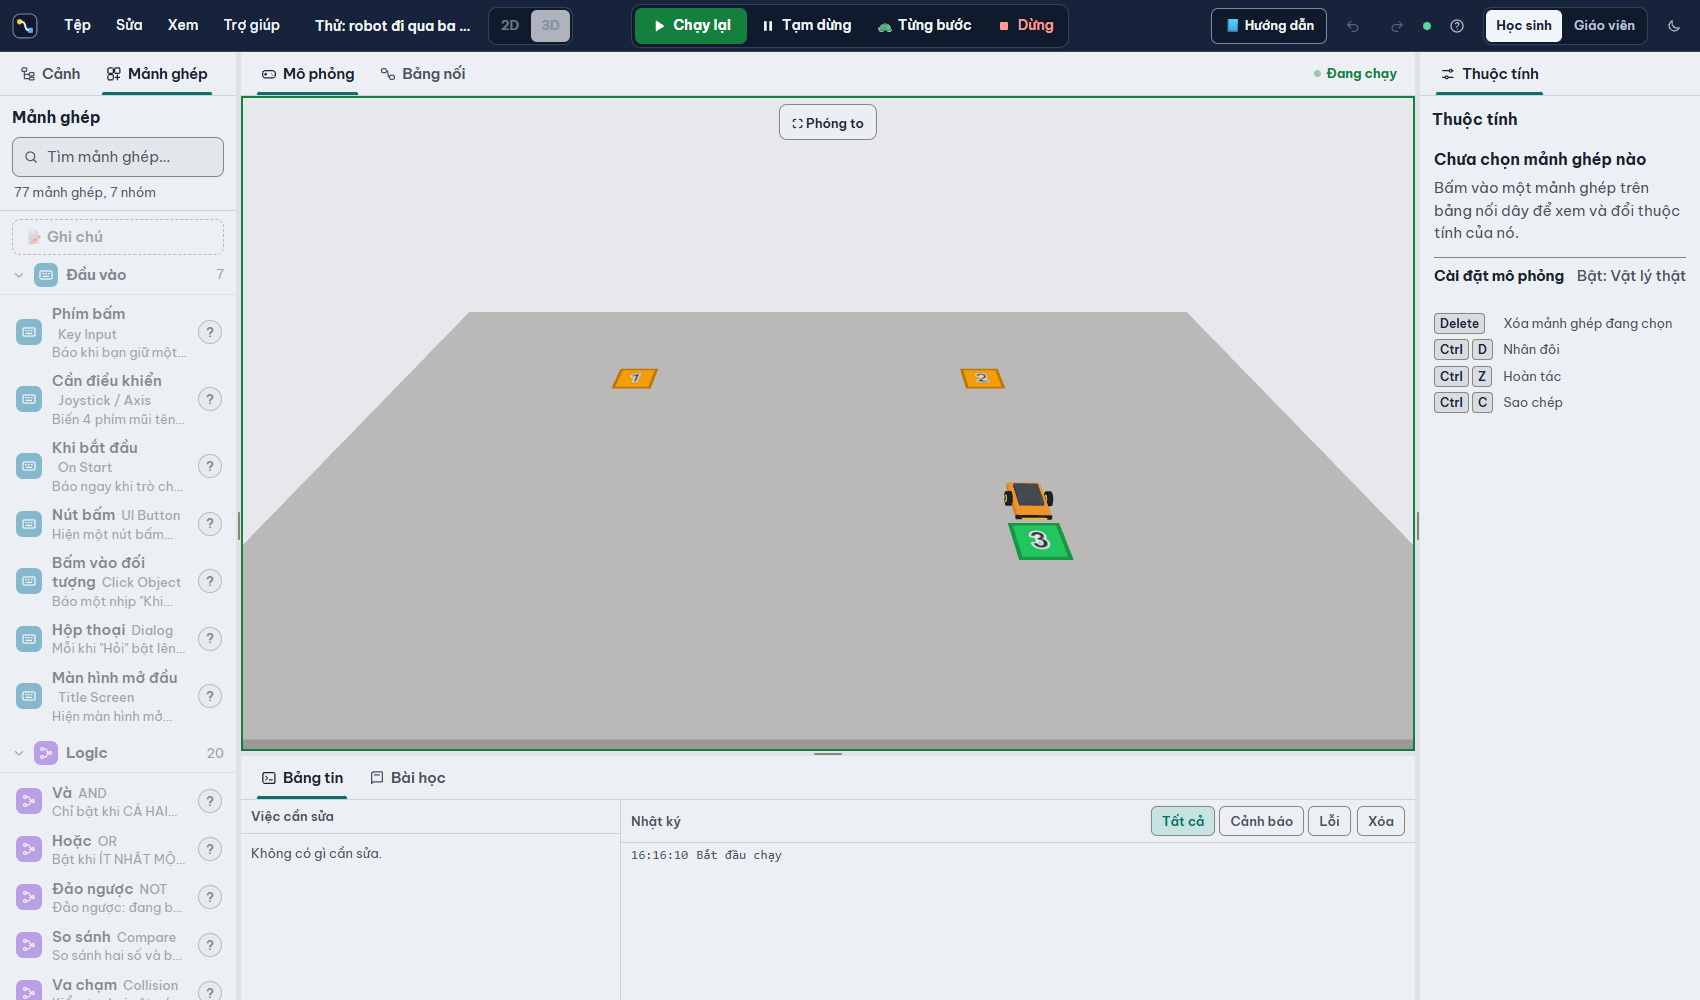 Tệp Sửa Xem Trợ giúp Thử: robot đi qua ba ... 2D 3D Chạy lại Tạm dừng Từng bước Dừng Hướng dẫn Học sinh Giáo viên
Cảnh Mảnh ghép
Mảnh ghép
Tìm mảnh ghép...
77 mảnh ghép, 7 nhóm
Ghi chú
Đầu vào 7
Phím bấm
Key Input
Báo khi bạn giữ một...
?
Cần điều khiển
Joystick / Axis
Biến 4 phím mũi tên...
?
Khi bắt đầu
On Start
Báo ngay khi trò ch...
?
Nút bấm UI Button
Hiện một nút bấm...
?
Bấm vào đối
tượng Click Object
Báo một nhịp "Khi...
?
Hộp thoại Dialog
Mỗi khi "Hỏi" bật lên...
?
Màn hình mở đầu
Title Screen
Hiện màn hình mở...
?
Logic 20
Và AND
Chỉ bật khi CẢ HAI...
?
Hoặc OR
Bật khi ÍT NHẤT MỘ...
?
Đảo ngược NOT
Đảo ngược: đang b...
?
So sánh Compare
So sánh hai số và b...
?
Va chạm Collision
?
Mô phỏng Bảng nối Đang chạy
Phóng to
1
2
3
Bảng tin Bài học
Việc cần sửa
Không có gì cần sửa.
Nhật ký Tất cả Cảnh báo Lỗi Xóa
16:16:10 Bắt đầu chạy
Thuộc tính
Thuộc tính
Chưa chọn mảnh ghép nào
Bấm vào một mảnh ghép trên
bảng nối dây để xem và đổi thuộc
tính của nó.
Cài đặt mô phỏng Bật: Vật lý thật
Delete Xóa mảnh ghép đang chọn
Ctrl D Nhân đôi
Ctrl Z Hoàn tác
Ctrl C Sao chép